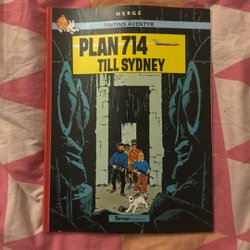 HERGÉ
TINTINS ÄVENTYR
PLAN 714
TILL SYDNEY